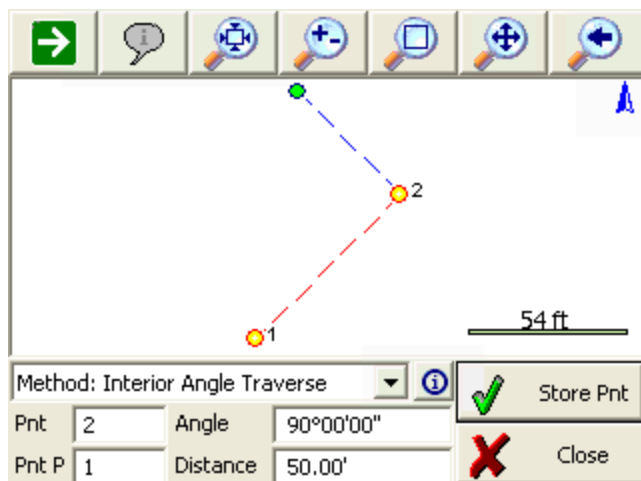 2
1
54 ft
Method: Interior Angle Traverse
Store Pnt
Pnt 2 Angle 90°00'00"
Close
Pnt P 1 Distance 50.00'